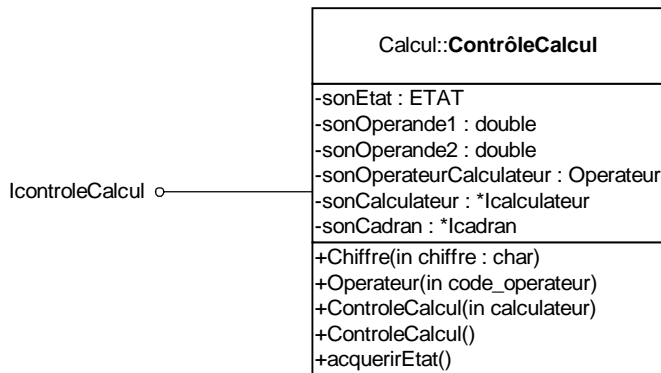 Calcul::ContrôleCalcul
-sonEtat : ETAT
-sonOperande1 : double
-sonOperande2 : double
-sonOperateurCalculateur : Operateur
-sonCalculateur : *Icalculateur
-sonCadran : *Icadran
IcontroleCalcul
+Chiffre(in chiffre : char)
+Operateur(in code_operateur)
+ControleCalcul(in calculateur)
+ControleCalcul()
+acquerirEtat()